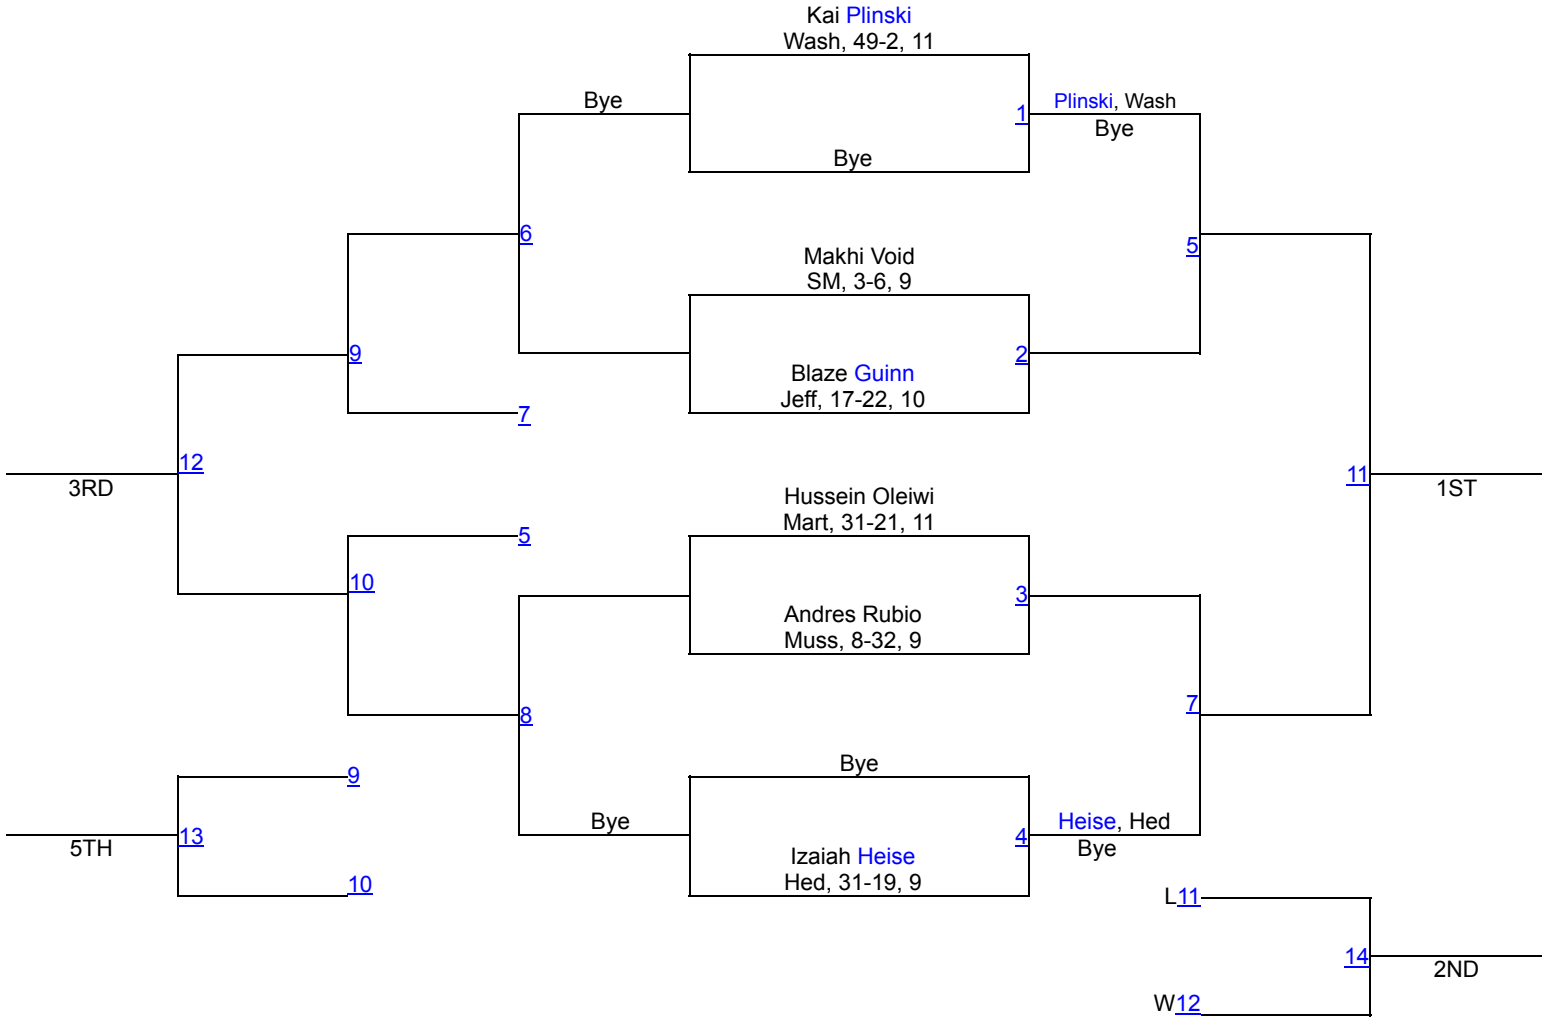 Kai Plinski
Wash, 49-2, 11
Bye
1
Plinski, Wash
Bye
Bye
6
5
Makhi Void
SM, 3-6, 9
9
2
Blaze Guinn
Jeff, 17-22, 10
7
12
3RD
11
1ST
Hussein Oleiwi
Mart, 31-21, 11
5
10
3
Andres Rubio
Muss, 8-32, 9
8
7
Bye
9
Bye
Heise, Hed
13
5TH
4
Bye
Izaiah Heise
Hed, 31-19, 9
10
L11
14
2ND
W12